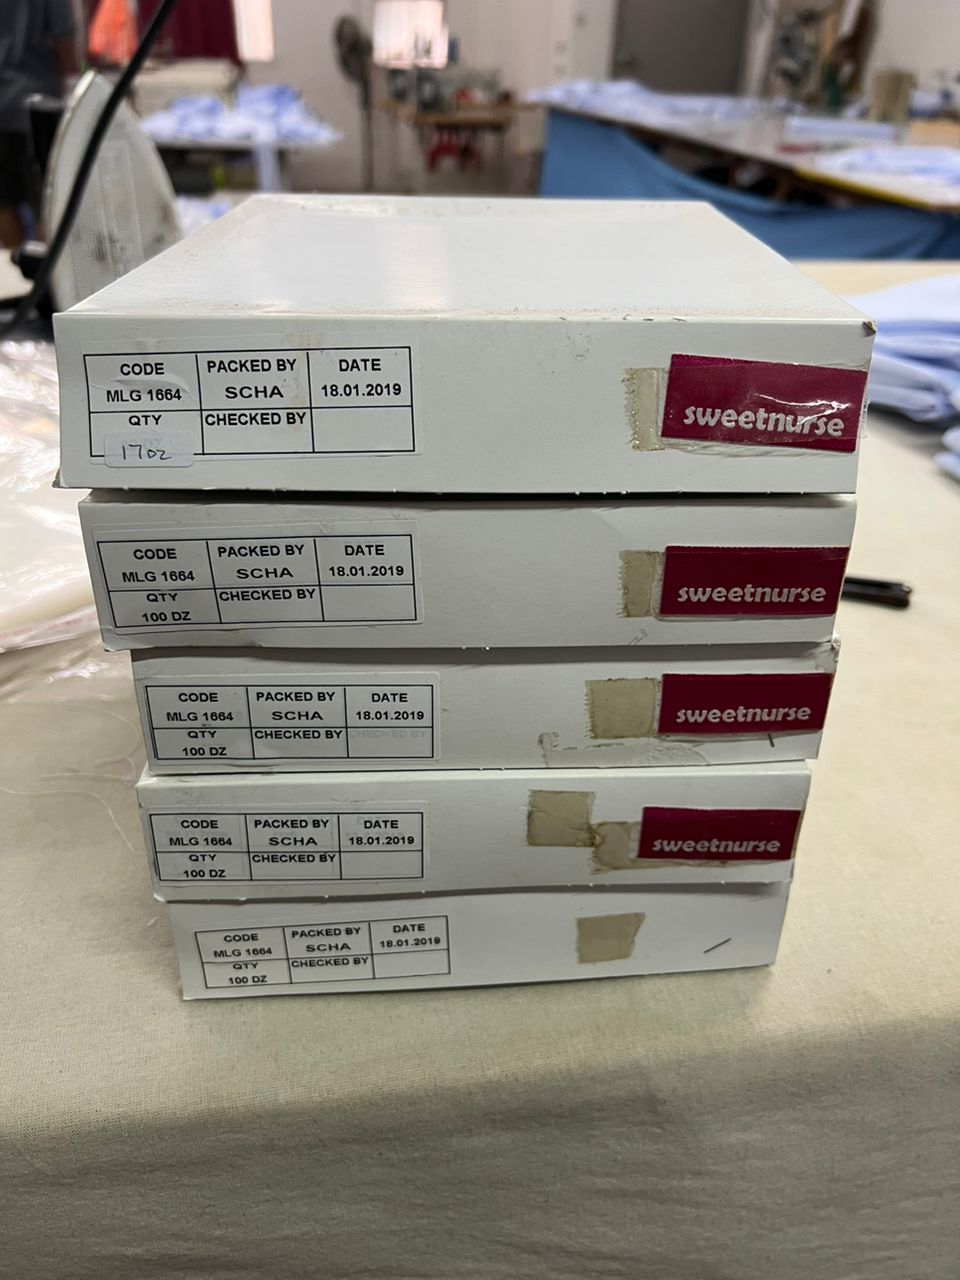 CODE PACKED BY DATE
MLG 1664 SCHA 18.01.2019
QTY CHECKED BY
17 DZ
sweetnurse
CODE PACKED BY DATE
MLG 1664 SCHA 18.01.2019
QTY CHECKED BY
100 DZ
sweetnurse
CODE PACKED BY DATE
MLG 1664 SCHA 18.01.2019
QTY CHECKED BY CHECKED BY
100 DZ
sweetnurse
CODE PACKED BY DATE
MLG 1664 SCHA 18.01.2019
QTY CHECKED BY
100 DZ
sweetnurse
CODE PACKED BY DATE
MLG 1664 SCHA 18.01.2019
QTY CHECKED BY
100 DZ